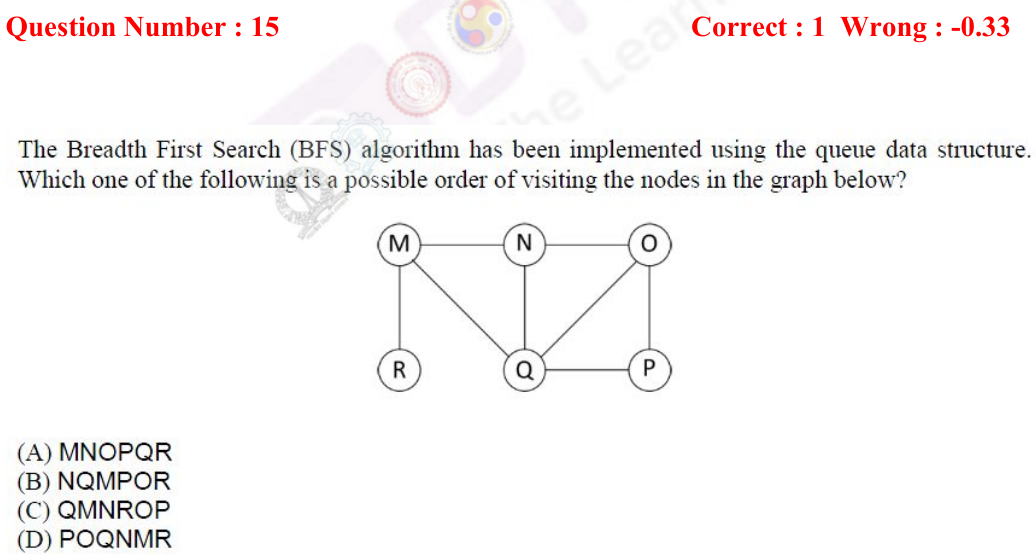 Question Number : 15 Correct : 1 Wrong : -0.33
he Lear
The Breadth First Search (BFS) algorithm has been implemented using the queue data structure.
Which one of the following is a possible order of visiting the nodes in the graph below?
M N O
R Q P
(A) MNOPQR
(B) NQMPOR
(C) QMNROP
(D) POQNMR